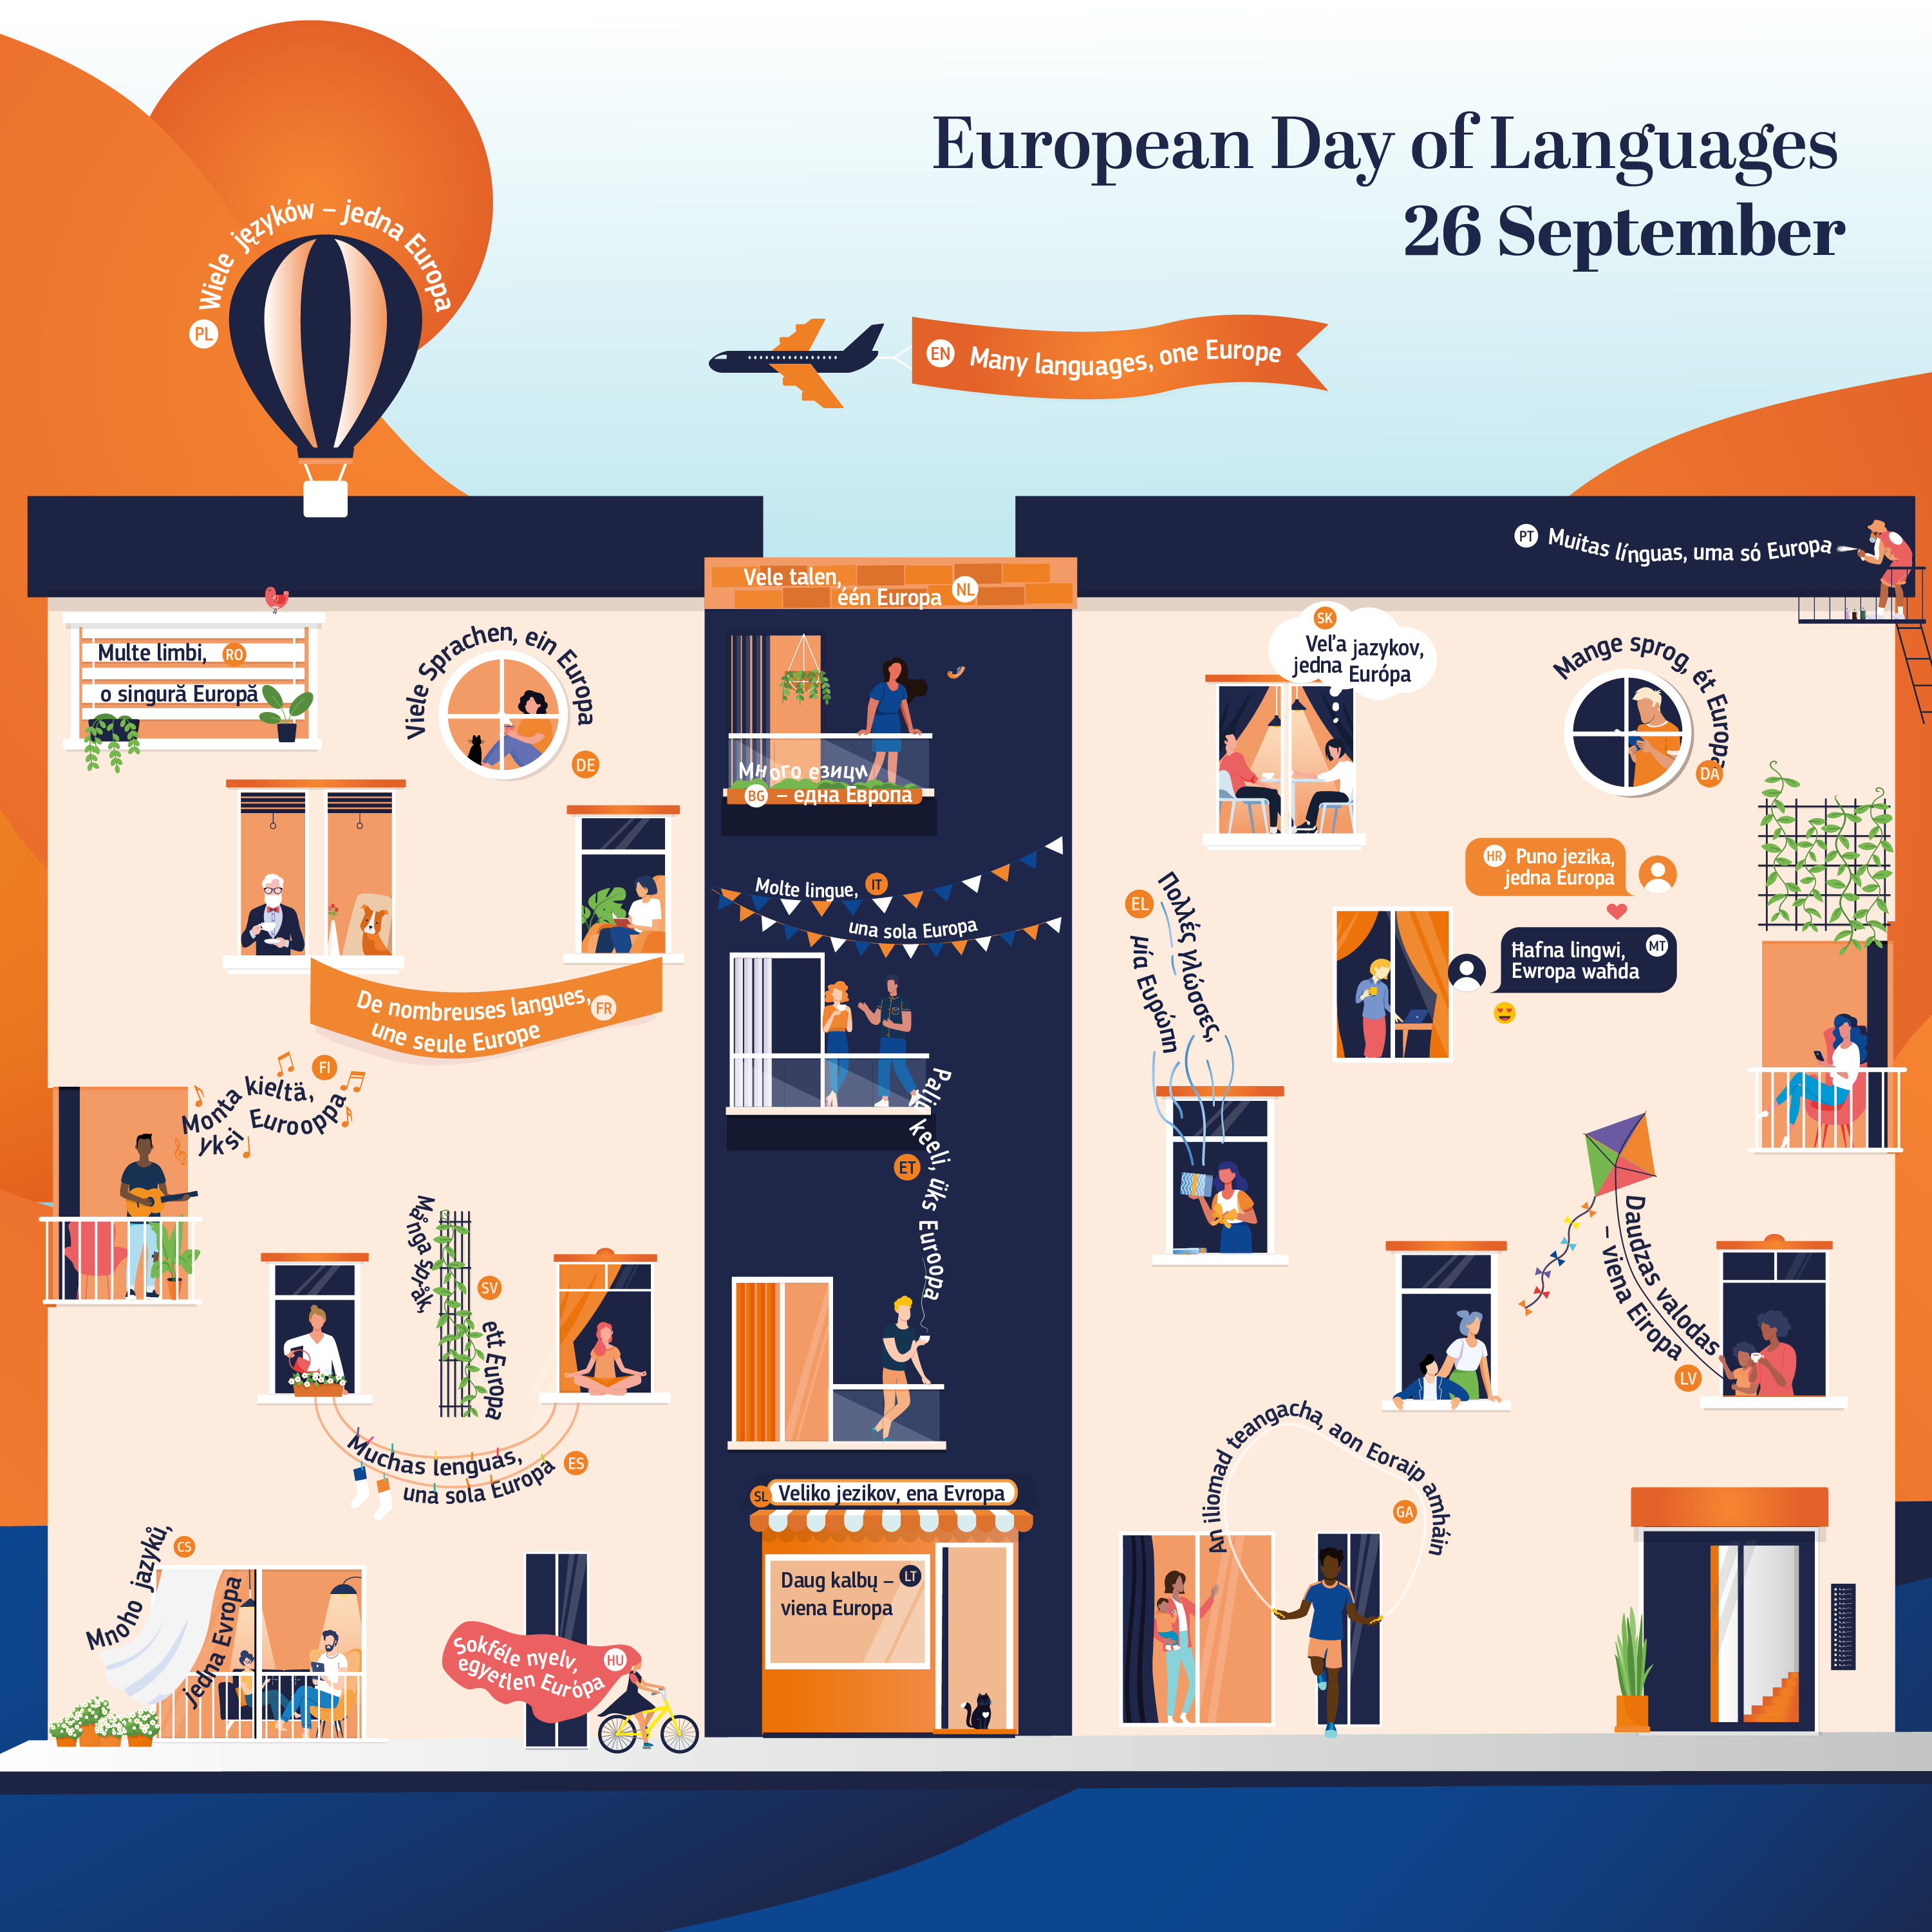 European Day of Languages
26 September
PL Wiele języków – jedna Europa
EN Many languages, one Europe
PT Muitas línguas, uma só Europa
Vele talen,
één Europa NL
Multe limbi, RO
o singură Europă
Viele Sprachen, ein Europa
DE
Много езици
BG – една Европа
SK
Veľa jazykov,
jedna Európa
Mange sprog, ét Europa
DA
HR Puno jezika,
jedna Europa
Ħafna lingwi, MT
Ewropa waħda
Molte lingue, IT
una sola Europa
EL
Πολλές γλώσσες,
μία Ευρώπη
De nombreuses langues, FR
une seule Europe
FI
Monta kieltä,
yksi Eurooppa
Palju keeli, üks Euroopa
ET
Många språk,
SV
ett Europa
Daudzas valodas
– viena Eiropa
LV
Muchas lenguas, ES
una sola Europa
An iliomad teangacha, aon Eoraip amháin
GA
SL Veliko jezikov, ena Evropa
Daug kalbų – LT
viena Europa
Mnoho jazyků, CS
jedna Evropa
Sokféle nyelv, HU
egyetlen Európa